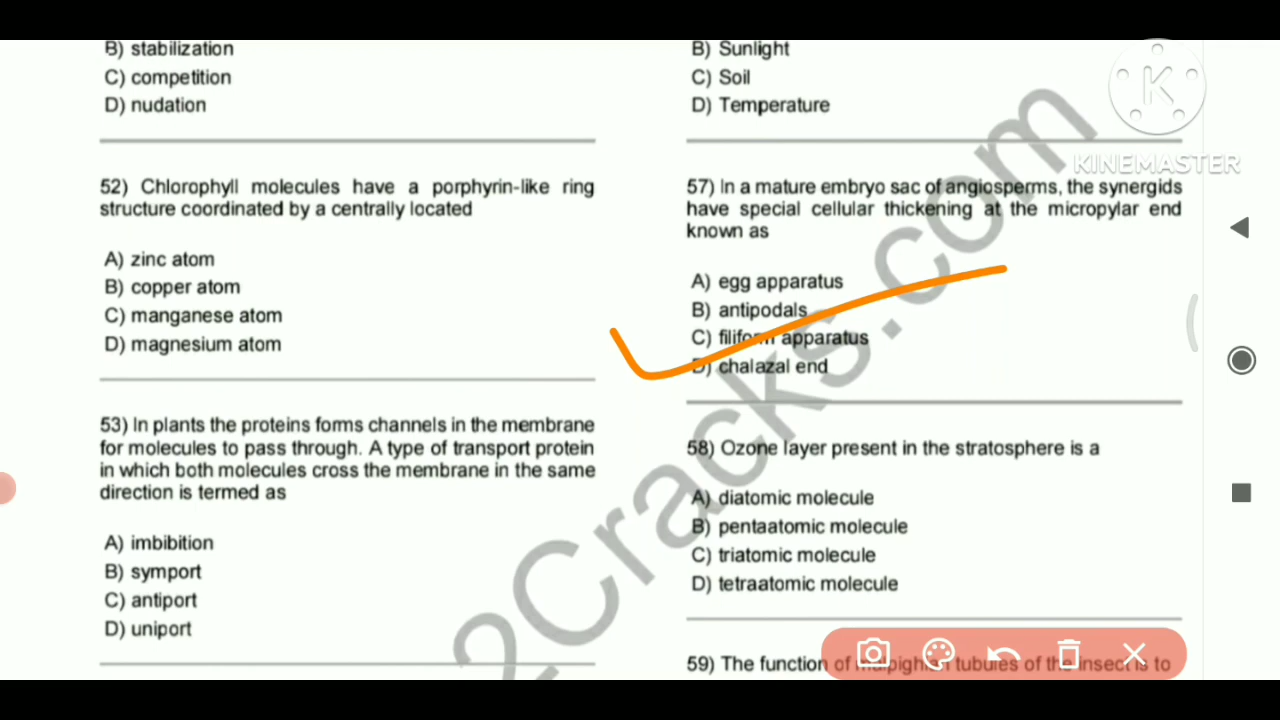 B) stabilization
C) competition
D) nudation
52) Chlorophyll molecules have a porphyrin-like ring
structure coordinated by a centrally located
A) zinc atom
B) copper atom
C) manganese atom
D) magnesium atom
53) In plants the proteins forms channels in the membrane
for molecules to pass through. A type of transport protein
in which both molecules cross the membrane in the same
direction is termed as
A) imbibition
B) symport
C) antiport
D) uniport
B) Sunlight
C) Soil
D) Temperature
57) In a mature embryo sac of angiosperms, the synergids
have special cellular thickening at the micropylar end
known as
A) egg apparatus
B) antipodals
C) filiform apparatus
D) chalazal end
58) Ozone layer present in the stratosphere is a
A) diatomic molecule
B) pentaatomic molecule
C) triatomic molecule
D) tetraatomic molecule
59) The function of malpighian tubules of the insect is to
2Cracks.com
K
KINEMASTER